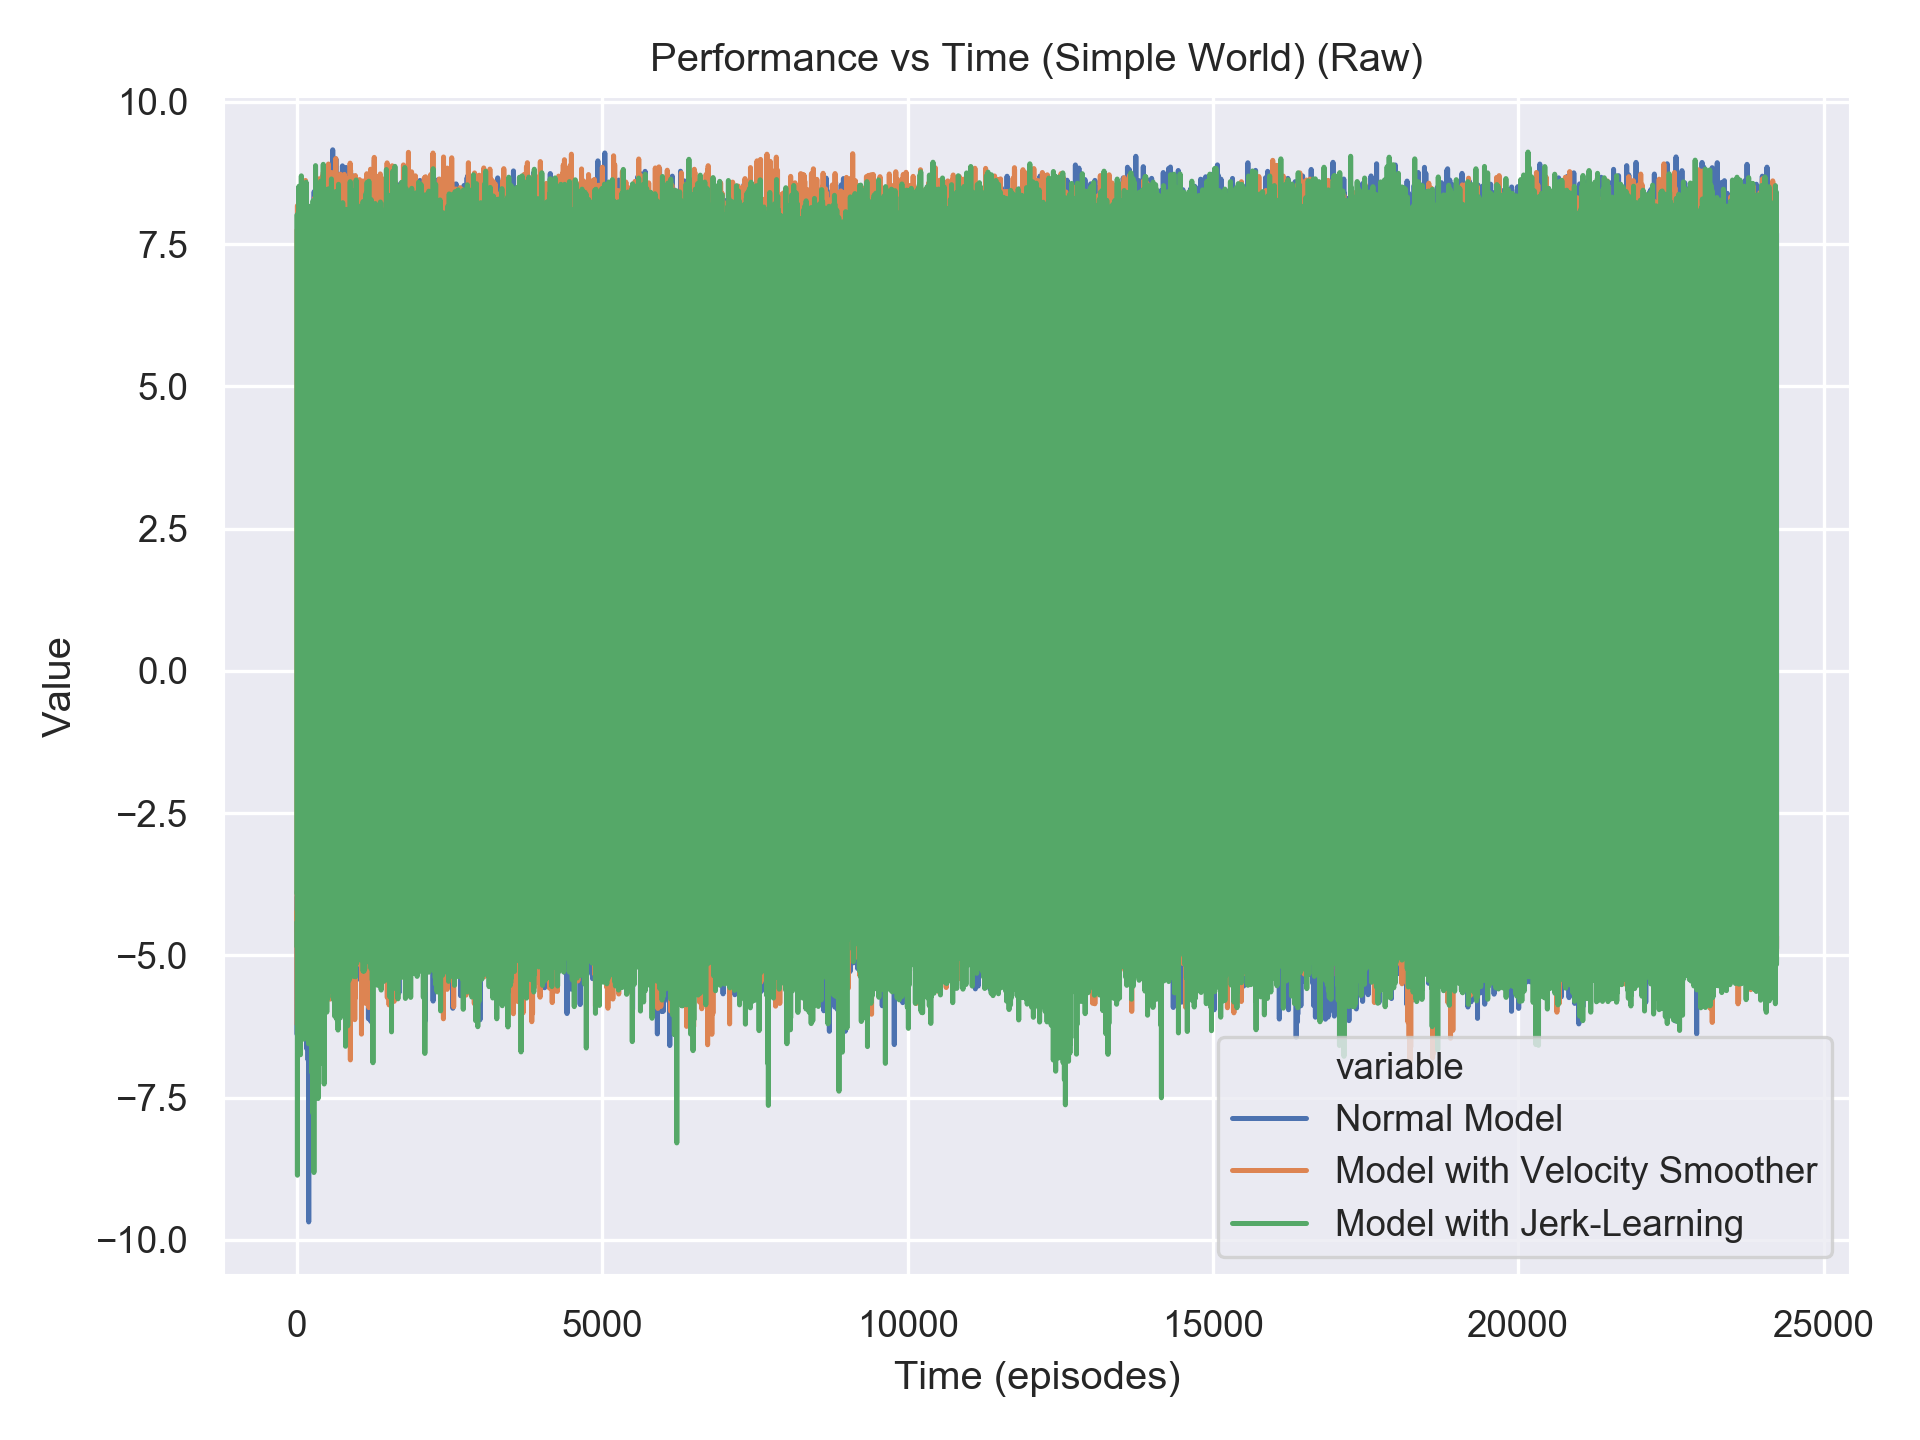 Performance vs Time (Simple World) (Raw)
10.0
7.5
5.0
2.5
0.0
−2.5
−5.0
−7.5
−10.0
Value
variable
Normal Model
Model with Velocity Smoother
Model with Jerk-Learning
0 5000 10000 15000 20000 25000
Time (episodes)